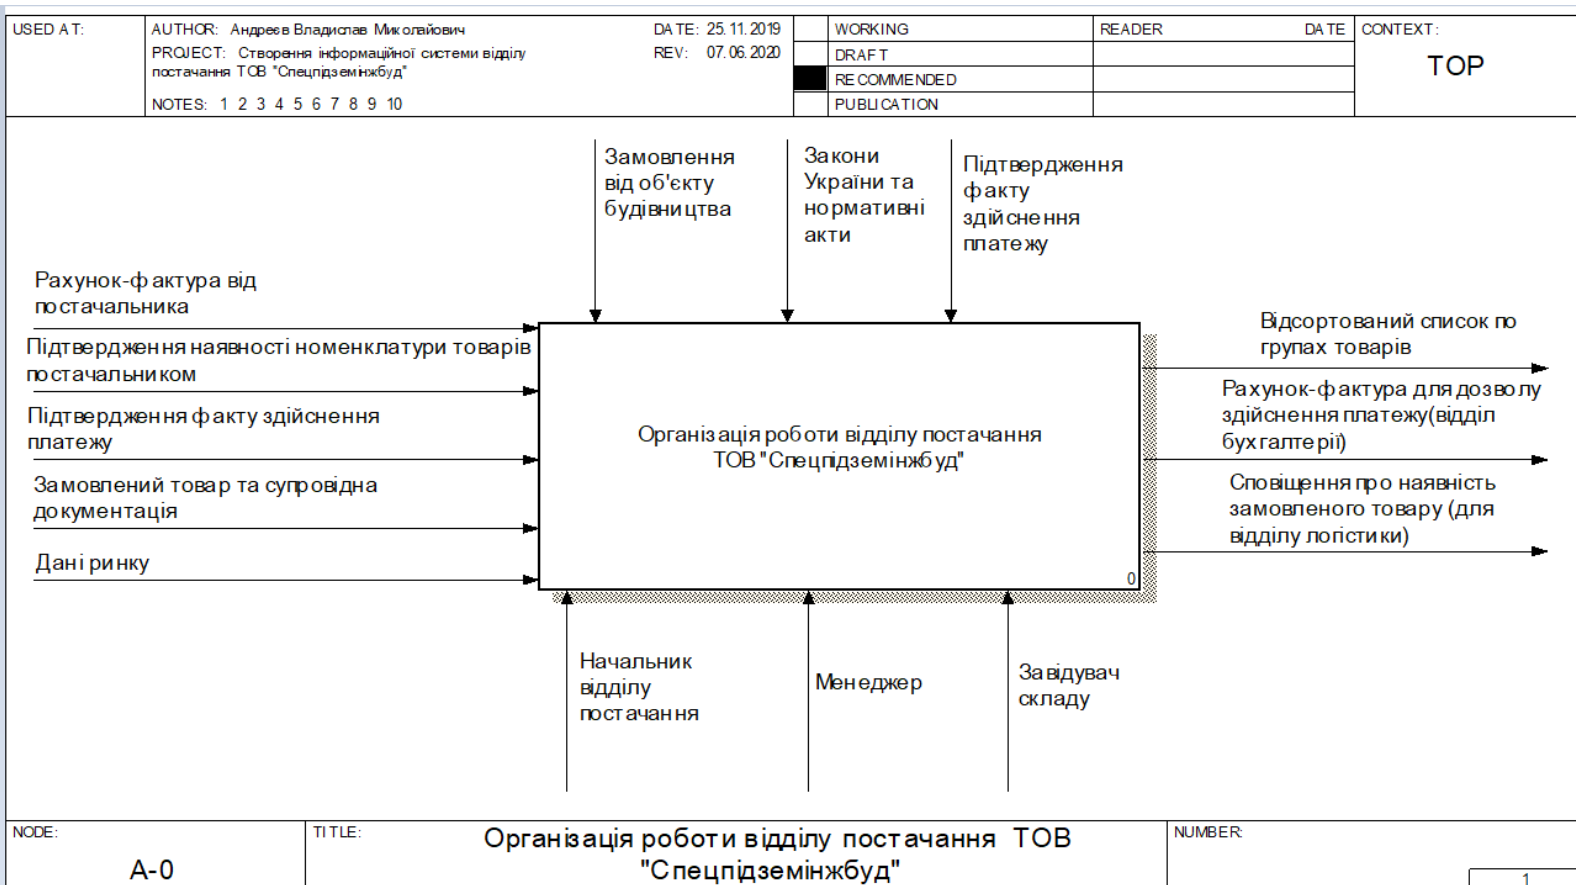 USED AT:
AUTHOR: Андреєв Владислав Миколайович
DATE: 25.11.2019
PROJECT: Створення інформаційної системи відділу
постачання ТОВ "Спецпідземінжбуд"
REV: 07.06.2020
NOTES: 1 2 3 4 5 6 7 8 9 10
WORKING
DRAFT
RECOMMENDED
PUBLICATION
READER
DATE
CONTEXT:
TOP
Замовлення
від об'єкту
будівництва
Закони
України та
нормативні
акти
Підтвердження
факту
здійснення
платежу
Рахунок-фактура від
постачальника
Підтвердження наявності номенклатури товарів
постачальником
Підтвердження факту здійснення
платежу
Замовлений товар та супровідна
документація
Дані ринку
Організація роботи відділу постачання
ТОВ "Спецпідземінжбуд"
0
Відсортований список по
групах товарів
Рахунок-фактура для дозволу
здійснення платежу(відділ
бухгалтерії)
Сповіщення про наявність
замовленого товару (для
відділу логістики)
Начальник
відділу
постачання
Менеджер
Завідувач
складу
NODE:
A-0
TITLE:
Організація роботи відділу постачання ТОВ
"Спецпідземінжбуд"
NUMBER:
1